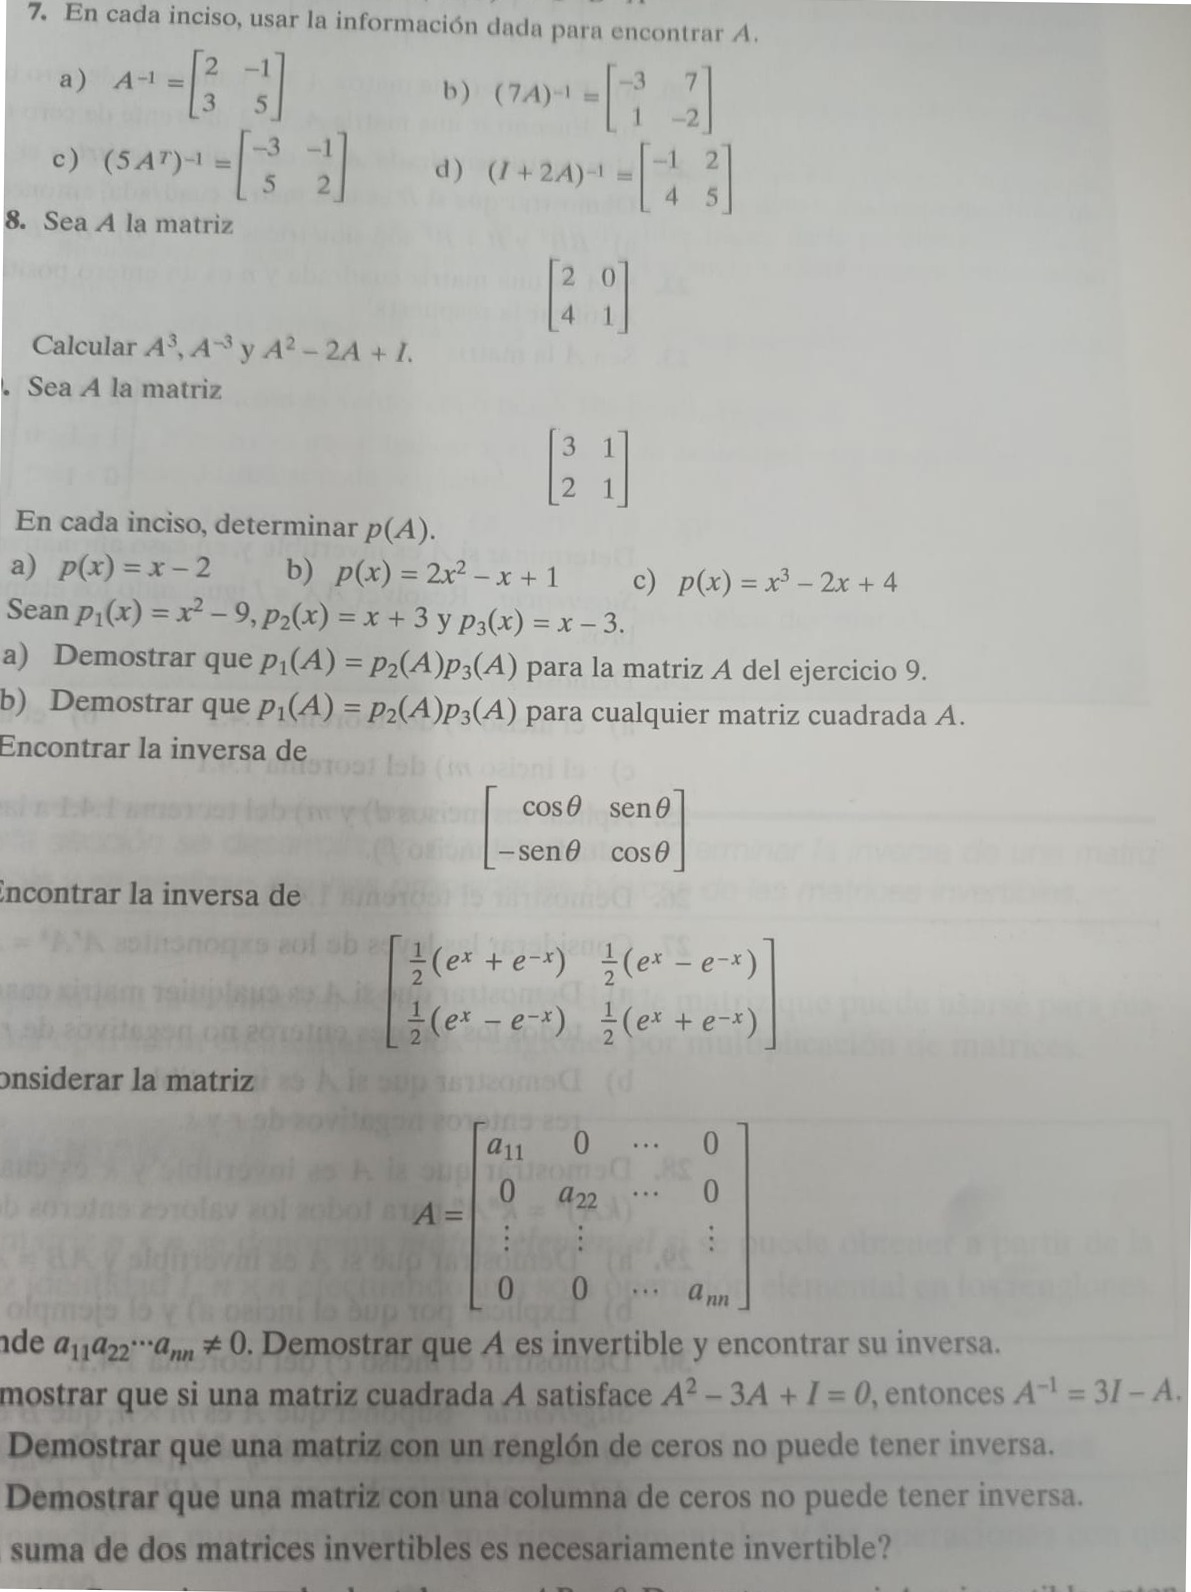 7. En cada inciso, usar la información dada para encontrar A.
a) A⁻¹ = [2 −1; 3 5]
b) (7A)⁻¹ = [−3 7; 1 −2]
c) (5Aᵀ)⁻¹ = [−3 −1; 5 2]
d) (I + 2A)⁻¹ = [−1 2; 4 5]
8. Sea A la matriz
[2 0; 4 1]
Calcular A³, A⁻³ y A² − 2A + I.
. Sea A la matriz
[3 1; 2 1]
En cada inciso, determinar p(A).
a) p(x) = x − 2 b) p(x) = 2x² − x + 1 c) p(x) = x³ − 2x + 4
Sean p₁(x) = x² − 9, p₂(x) = x + 3 y p₃(x) = x − 3.
a) Demostrar que p₁(A) = p₂(A)p₃(A) para la matriz A del ejercicio 9.
b) Demostrar que p₁(A) = p₂(A)p₃(A) para cualquier matriz cuadrada A.
Encontrar la inversa de
[cos θ sen θ; −sen θ cos θ]
Encontrar la inversa de
[½(eˣ + e⁻ˣ) ½(eˣ − e⁻ˣ); ½(eˣ − e⁻ˣ) ½(eˣ + e⁻ˣ)]
onsiderar la matriz
A = [a₁₁ 0 ⋯ 0; 0 a₂₂ ⋯ 0; ⋮ ⋮ ⋮; 0 0 ⋯ aₙₙ]
nde a₁₁a₂₂⋯aₙₙ ≠ 0. Demostrar que A es invertible y encontrar su inversa.
mostrar que si una matriz cuadrada A satisface A² − 3A + I = 0, entonces A⁻¹ = 3I − A.
Demostrar que una matriz con un renglón de ceros no puede tener inversa.
Demostrar que una matriz con una columna de ceros no puede tener inversa.
suma de dos matrices invertibles es necesariamente invertible?